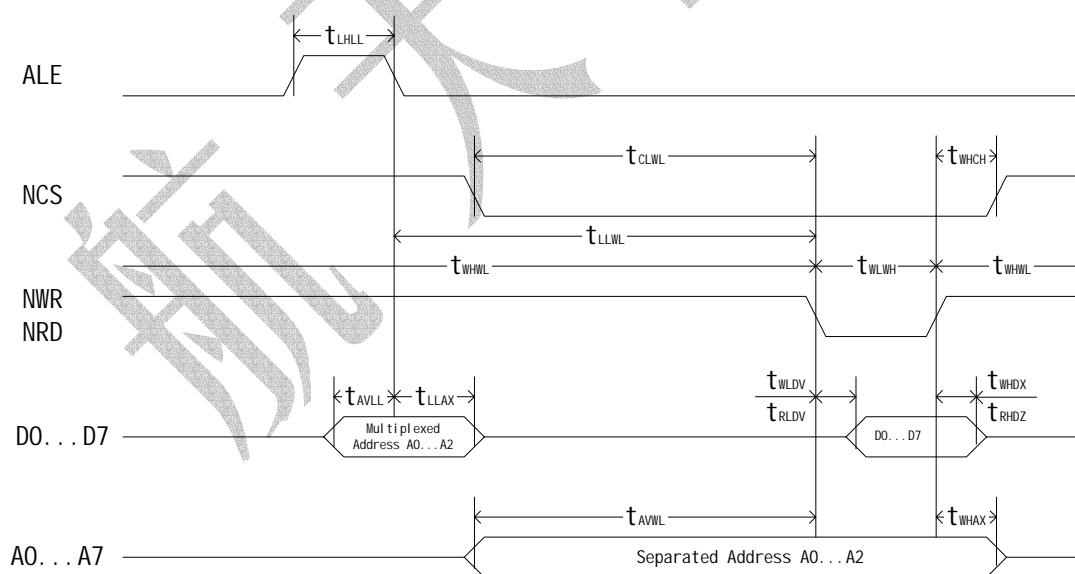 tLHLL
ALE
tCLWL
tWHCH
NCS
tLLWL
tWHWL
tWLWH
tWHWL
NWR
NRD
tAVLL
tLLAX
tWLDV
tRLDV
tWHDX
tRHDZ
D0...D7
Multiplexed
Address A0...A2
D0...D7
tAVWL
tWHAX
A0...A7
Separated Address A0...A2
航